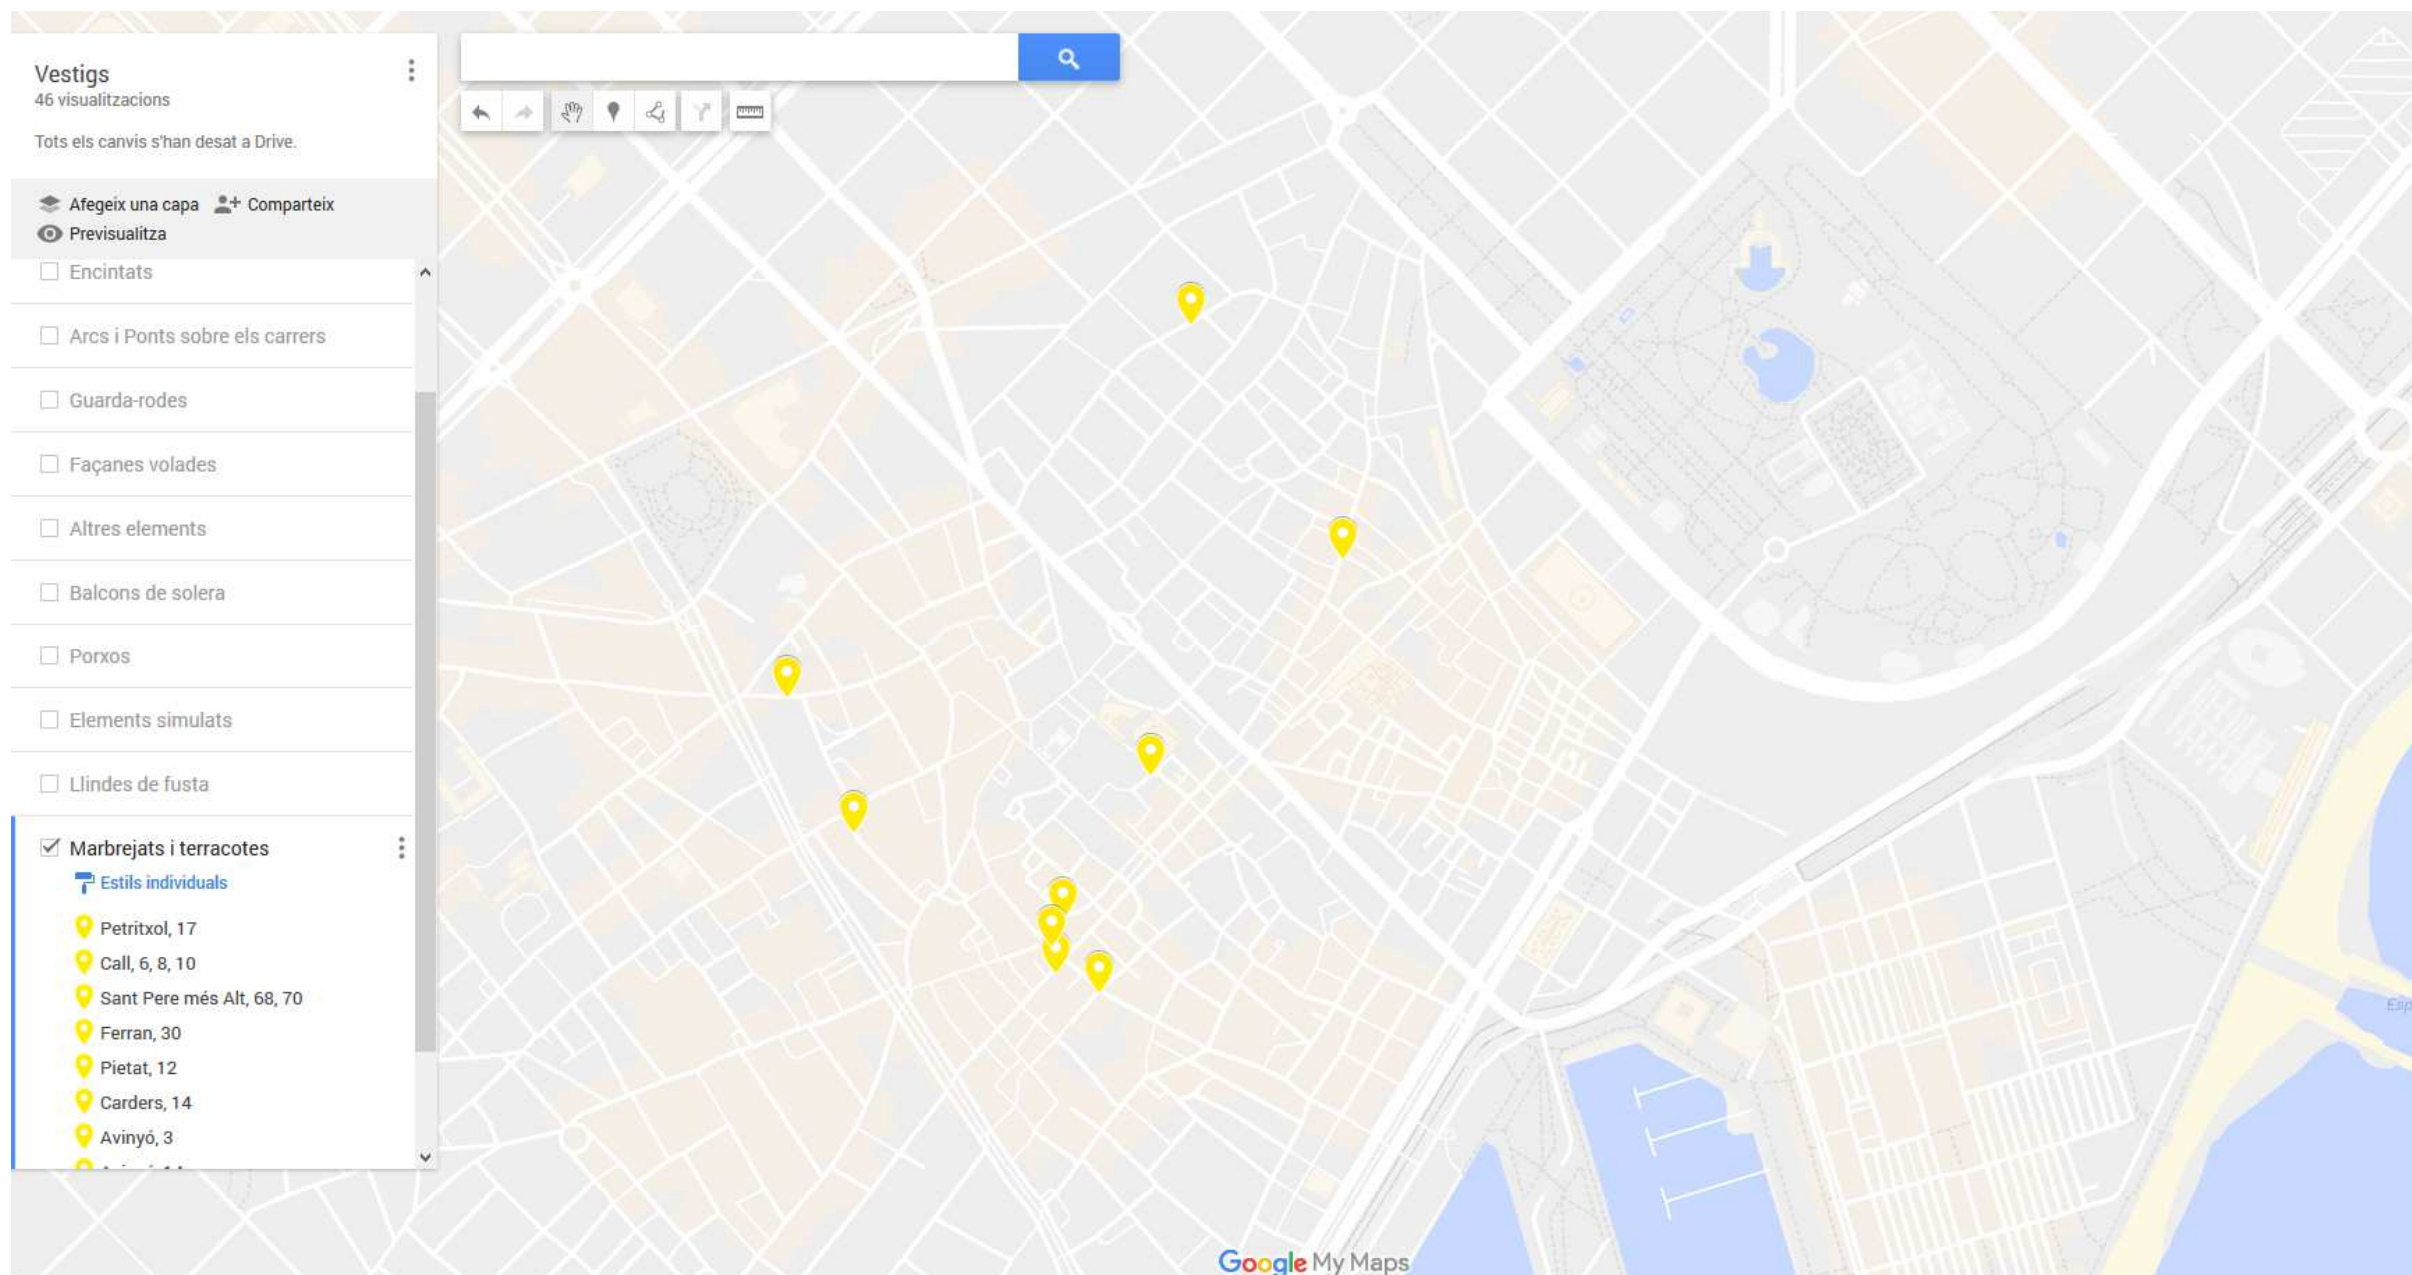 Vestigs
46 visualitzacions
Tots els canvis s'han desat a Drive.
Afegeix una capa Comparteix
Previsualitza
Encintats
Arcs i Ponts sobre els carrers
Guarda-rodes
Façanes volades
Altres elements
Balcons de solera
Porxos
Elements simulats
Llindes de fusta
Marbrejats i terracotes
Estils individuals
Petritxol, 17
Call, 6, 8, 10
Sant Pere més Alt, 68, 70
Ferran, 30
Pietat, 12
Carders, 14
Avinyó, 3
Google My Maps